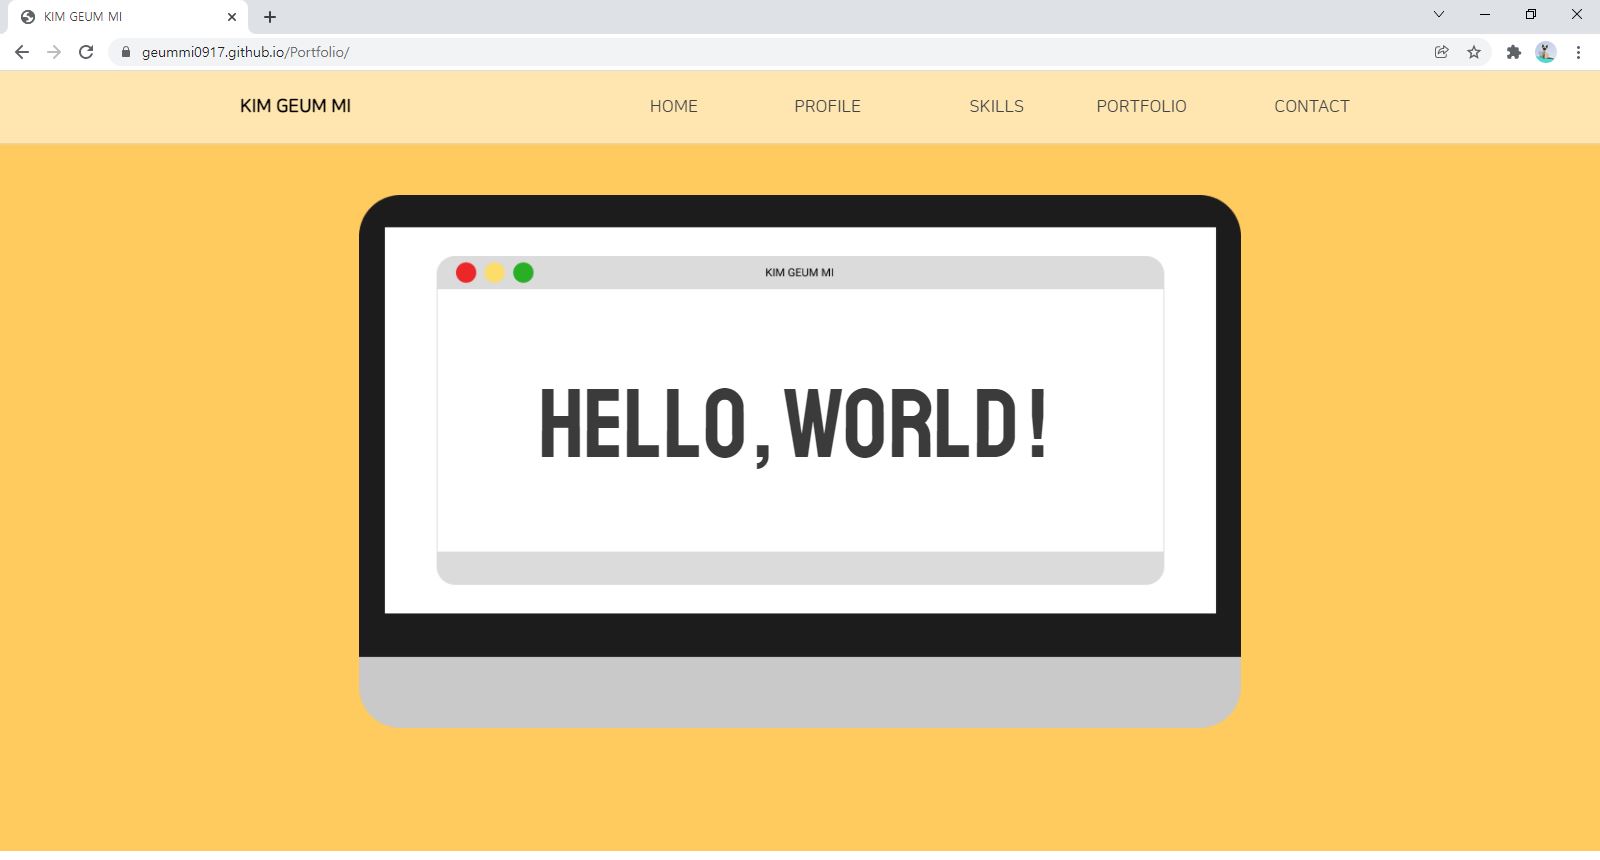 KIM GEUM MI
geummi0917.github.io/Portfolio/
KIM GEUM MI
HOME
PROFILE
SKILLS
PORTFOLIO
CONTACT
KIM GEUM MI
HELLO, WORLD!